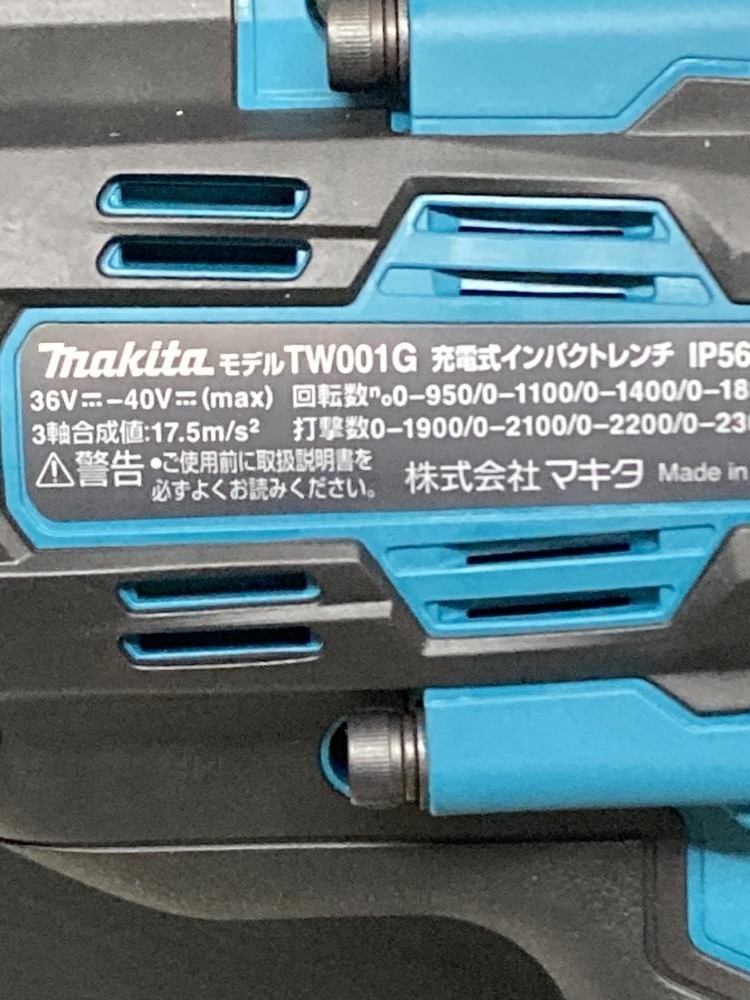 makita モデルTW001G 充電式インパクトレンチ IP56
36V⎓-40V⎓(max) 回転数n₀0-950/0-1100/0-1400/0-18
3軸合成値:17.5m/s² 打撃数0-1900/0-2100/0-2200/0-23
⚠警告 •ご使用前に取扱説明書を
必ずよくお読みください。 株式会社マキタ Made in